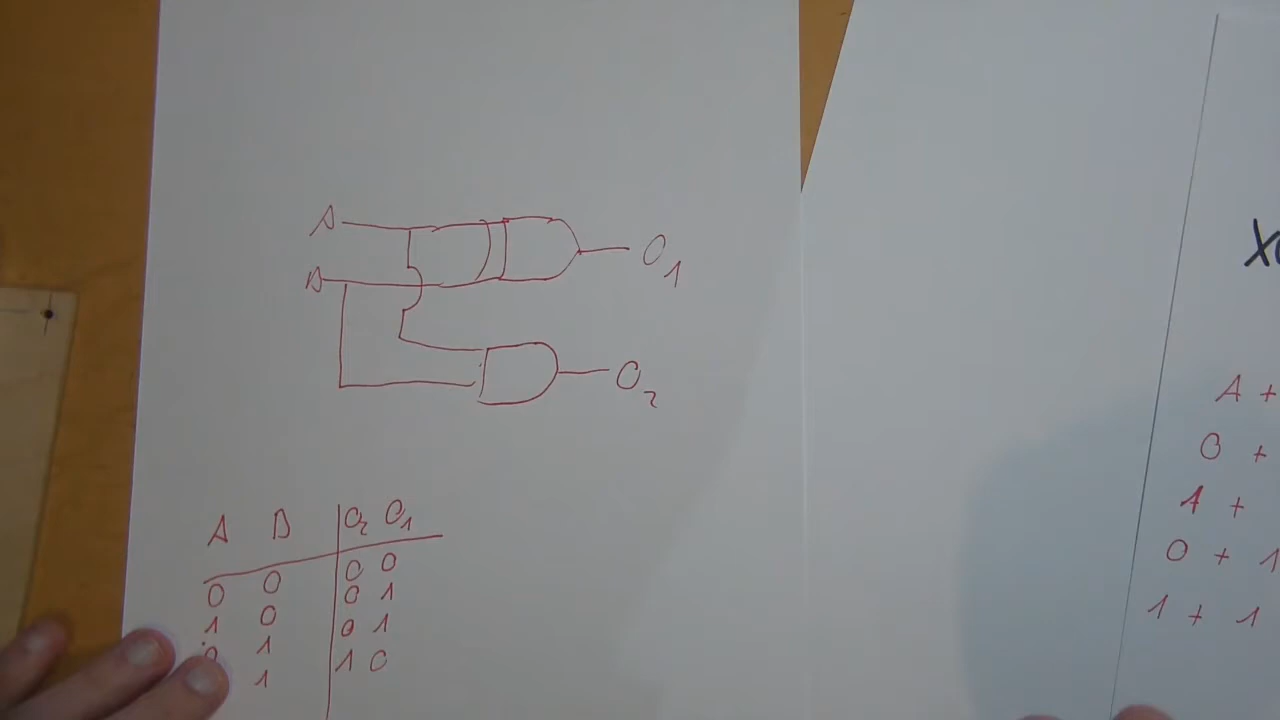 A
O1
B
O2
A B O2 O1
0 0 0 0
1 0 0 1
0 1 0 1
1 1 0
A +
0 +
1 +
0 + 1
1 + 1